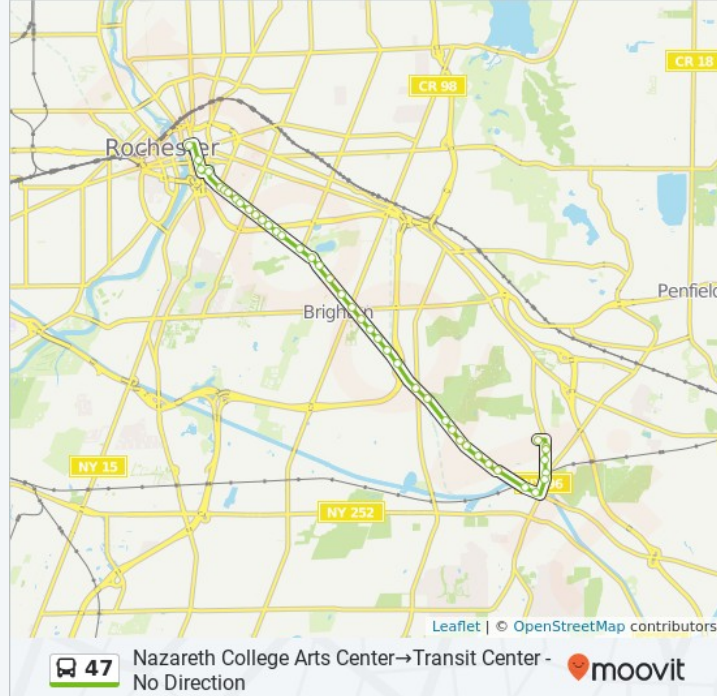 CR 18
CR 98
Rochester
Penfield
Brighton
NY 15
NY 252
Leaflet | © OpenStreetMap contributors
47
Nazareth College Arts Center→Transit Center -
No Direction
moovit